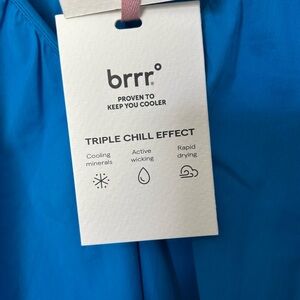 brrr°
PROVEN TO
KEEP YOU COOLER
TRIPLE CHILL EFFECT
Cooling
minerals
Active
wicking
Rapid
drying